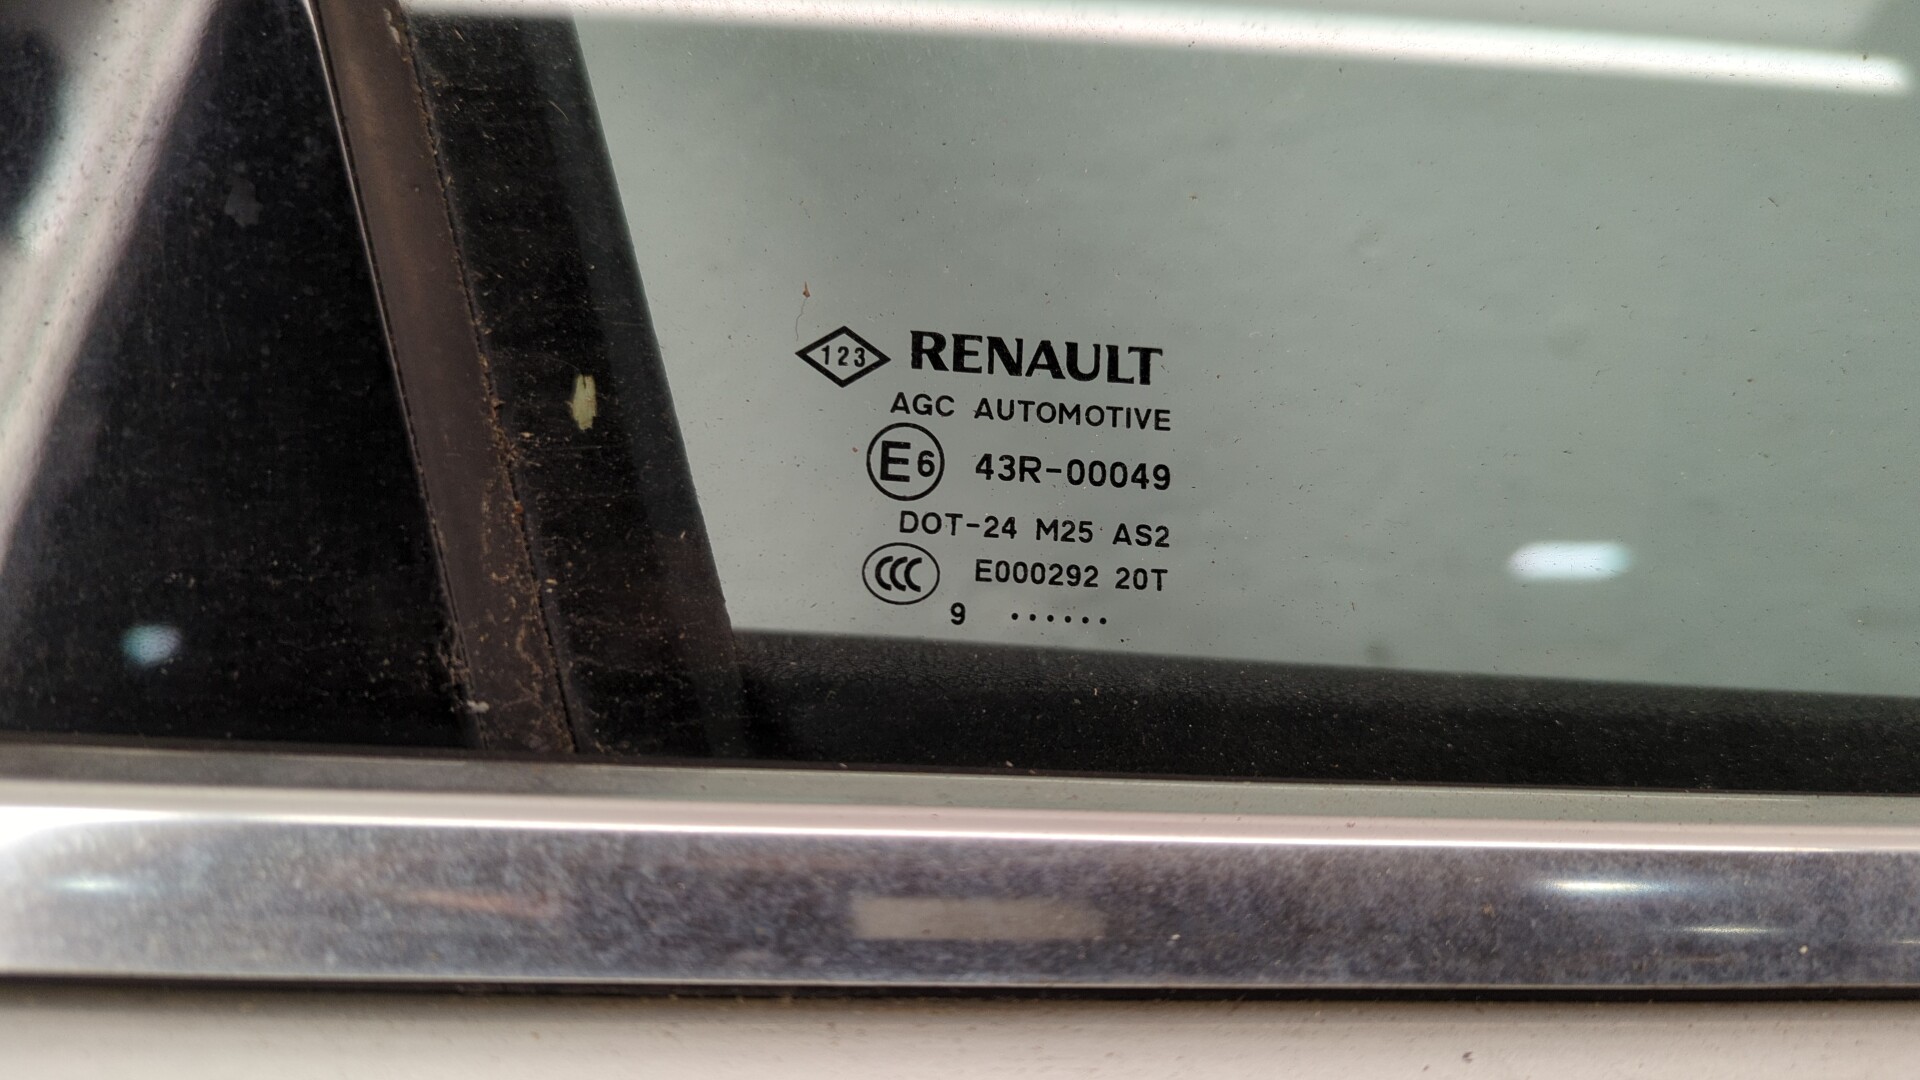 123 RENAULT
AGC AUTOMOTIVE
E6 43R-00049
DOT-24 M25 AS2
CCC E000292 20T
9 ......